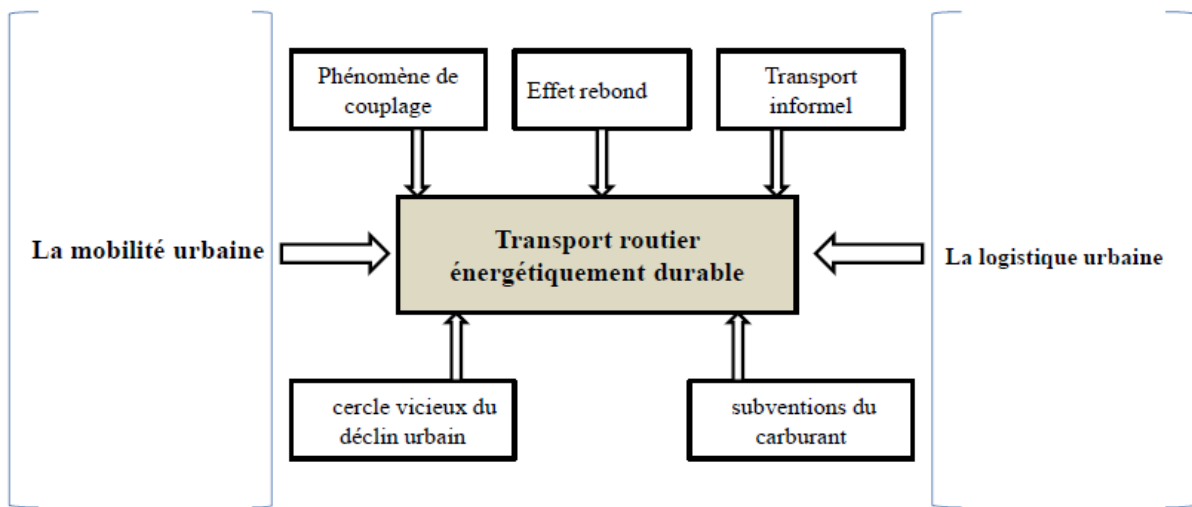 Phénomène de
couplage
Effet rebond
Transport
informel
La mobilité urbaine
Transport routier
énergétiquement durable
La logistique urbaine
cercle vicieux du
déclin urbain
subventions du
carburant